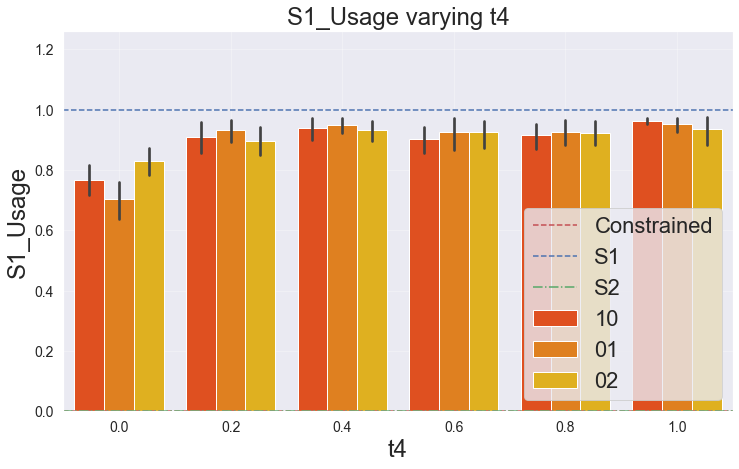 S1_Usage varying t4
S1_Usage
1.2
1.0
0.8
0.6
0.4
0.2
0.0
Constrained
S1
S2
10
01
02
0.0 0.2 0.4 0.6 0.8 1.0
t4